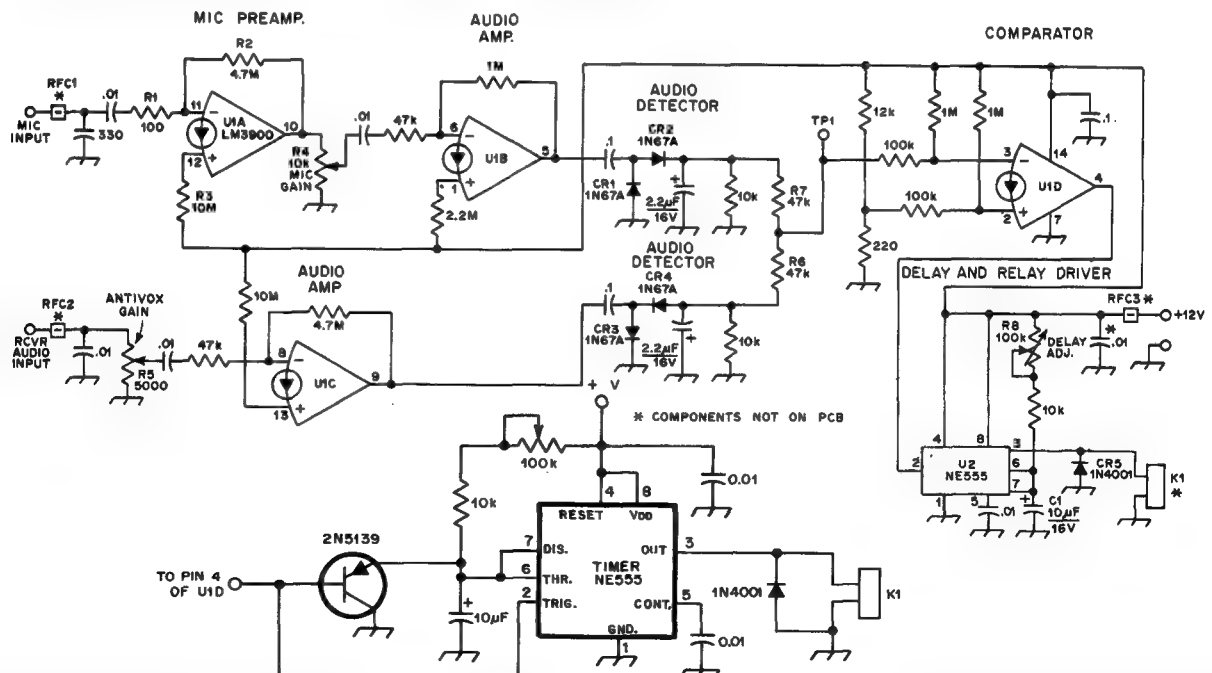 MIC PREAMP.
AUDIO
AMP.
COMPARATOR
R2
4.7M
1M
RFC1
*
.01
R1
100
330
MIC
INPUT
11
−
U1A
LM3900
10
12
+
R3
10M
R4
10k
MIC
GAIN
.01
47k
6
−
U1B
5
1
+
2.2M
AUDIO
DETECTOR
.1
CR2
1N67A
CR1
1N67A
+
2.2µF
16V
10k
R7
47k
TP1
12k
1M
1M
100k
100k
220
3
−
U1D
14
4
2
+
7
.1
R6
47k
AUDIO
DETECTOR
CR4
1N67A
.1
CR3
1N67A
2.2µF
16V
+
10k
DELAY AND RELAY DRIVER
AUDIO
AMP
10M
4.7M
RFC2
*
ANTIVOX
GAIN
RCVR
AUDIO
INPUT
.01
R5
5000
.01
47k
8
−
U1C
9
13
+
RFC3*
+12V
*
.01
R8
100k
DELAY
ADJ.
10k
4
8
2
U2
NE555
6
7
1
5
.01
C1
+
10µF
16V
CR5
1N4001
K1
*
+ V
* COMPONENTS NOT ON PCB
100k
0.01
10k
4
8
RESET
VDD
2N5139
7
DIS.
OUT
3
TIMER
NE555
6
THR.
2
TRIG.
CONT.
5
GND.
1
TO PIN 4
OF U1D
+
10µF
0.01
1N4001
K1